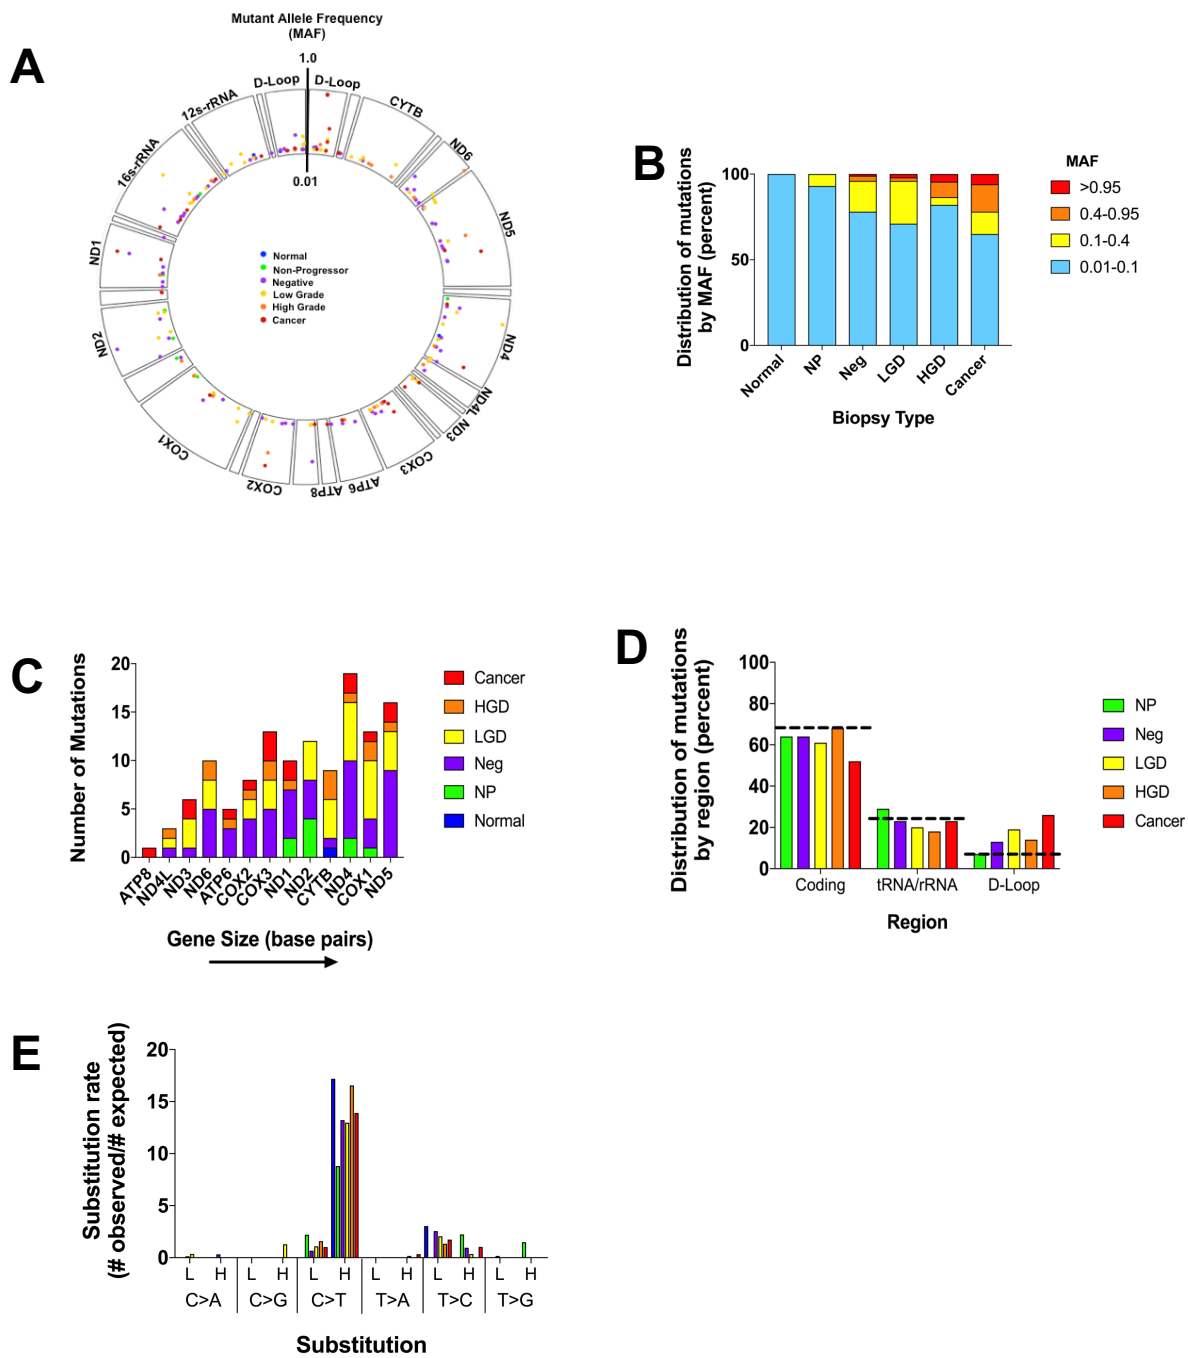 A
Mutant Allele Frequency
(MAF)
1.0
D-Loop
D-Loop
12s-rRNA
CYTB
16s-rRNA
ND6
0.01
ND5
ND1
Normal
Non-Progressor
Negative
Low Grade
High Grade
Cancer
ND2
ND4
ND4L
ND3
COX1
COX3
COX2
ATP8
ATP6
B
Distribution of mutations
by MAF (percent)
100
50
0
Normal
NP
Neg
LGD
HGD
Cancer
Biopsy Type
MAF
>0.95
0.4-0.95
0.1-0.4
0.01-0.1
C
Number of Mutations
20
15
10
5
0
ATP8
ND4L
ND3
ND6
ATP6
COX2
COX3
ND1
ND2
CYTB
ND4
COX1
ND5
Gene Size (base pairs)
Cancer
HGD
LGD
Neg
NP
Normal
D
Distribution of mutations
by region (percent)
100
80
60
40
20
0
Coding
tRNA/rRNA
D-Loop
Region
NP
Neg
LGD
HGD
Cancer
E
Substitution rate
(# observed/# expected)
20
15
10
5
0
L H L H L H L H L H L H
C>A C>G C>T T>A T>C T>G
Substitution